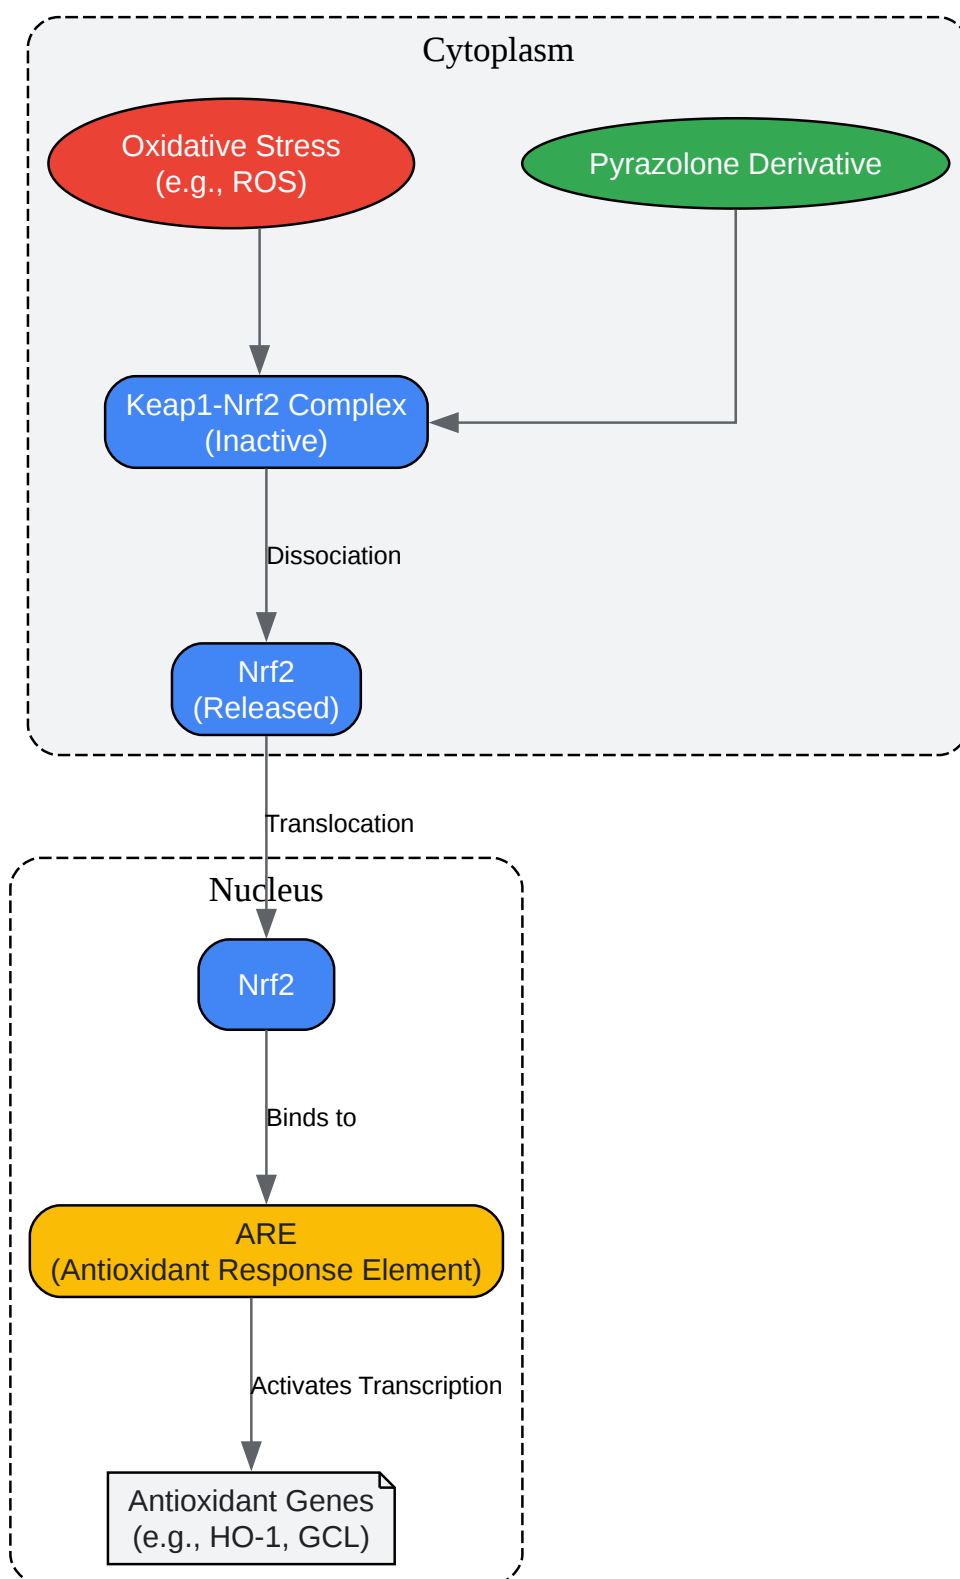 Cytoplasm
Oxidative Stress
(e.g., ROS)
Pyrazolone Derivative
Keap1-Nrf2 Complex
(Inactive)
Dissociation
Nrf2
(Released)
Translocation
Nucleus
Nrf2
Binds to
ARE
(Antioxidant Response Element)
Activates Transcription
Antioxidant Genes
(e.g., HO-1, GCL)